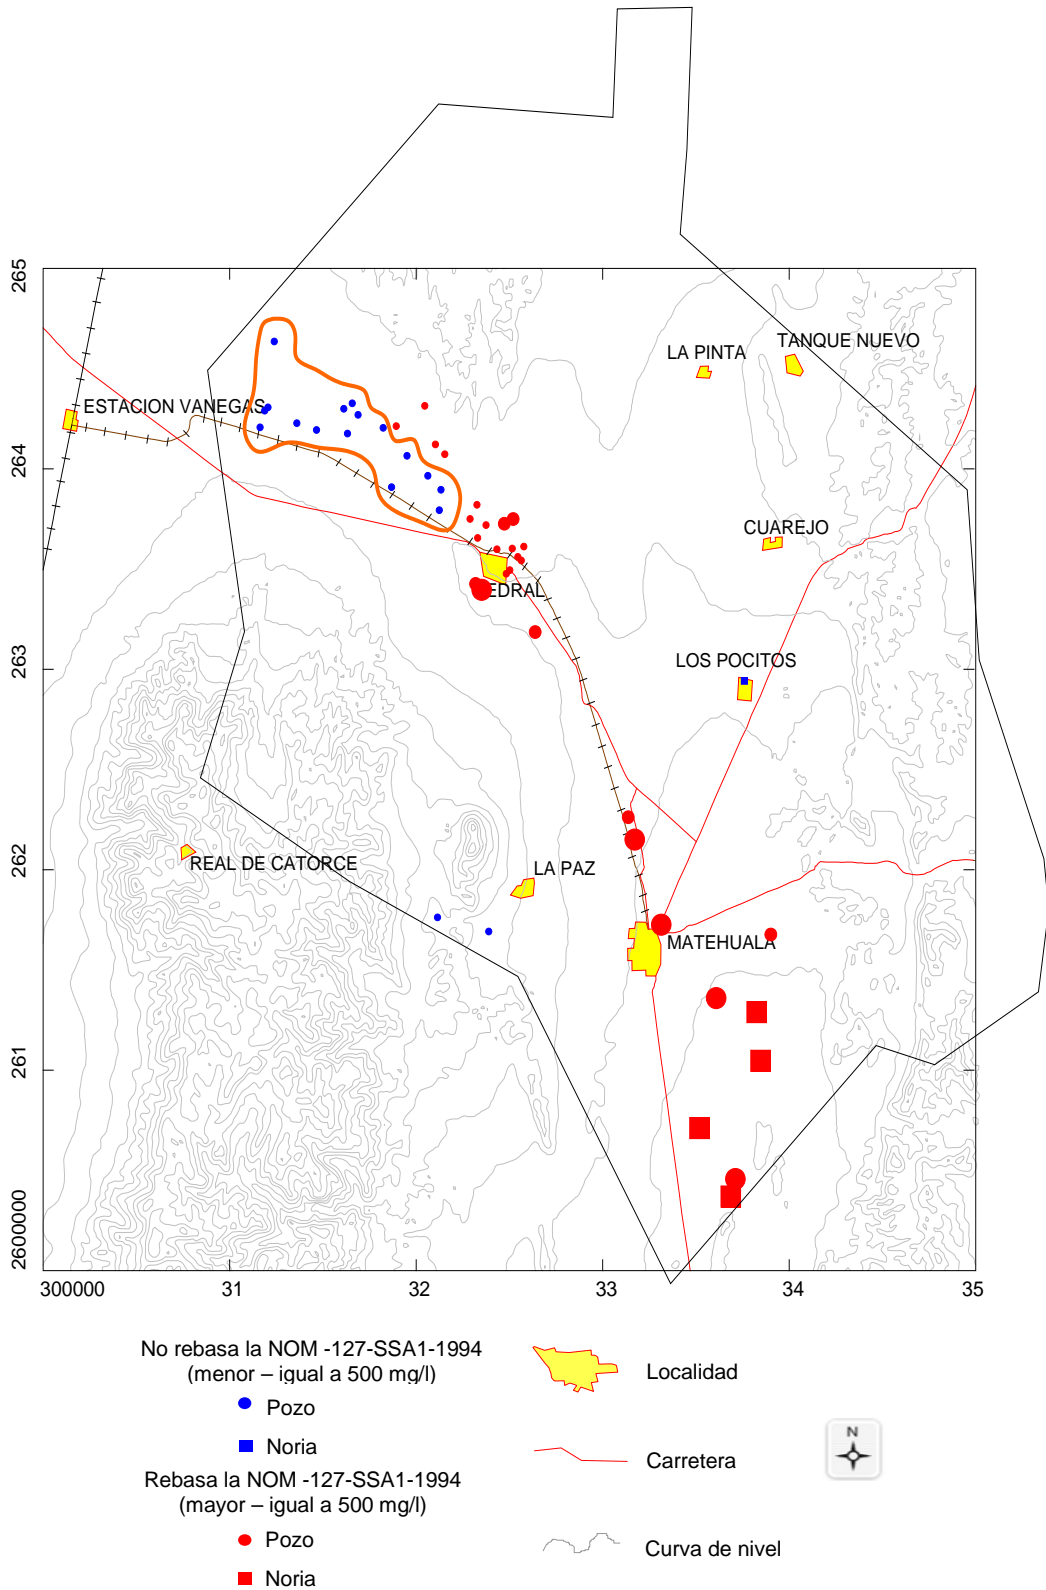 265
TANQUE NUEVO
LA PINTA
ESTACION VANEGAS
264
CUAREJO
EDRAL
263
LOS POCITOS
262
REAL DE CATORCE
LA PAZ
MATEHUALA
261
2600000
300000
31
32
33
34
35
No rebasa la NOM -127-SSA1-1994
(menor – igual a 500 mg/l)
Pozo
Noria
Rebasa la NOM -127-SSA1-1994
(mayor – igual a 500 mg/l)
Pozo
Noria
Localidad
Carretera
Curva de nivel
N